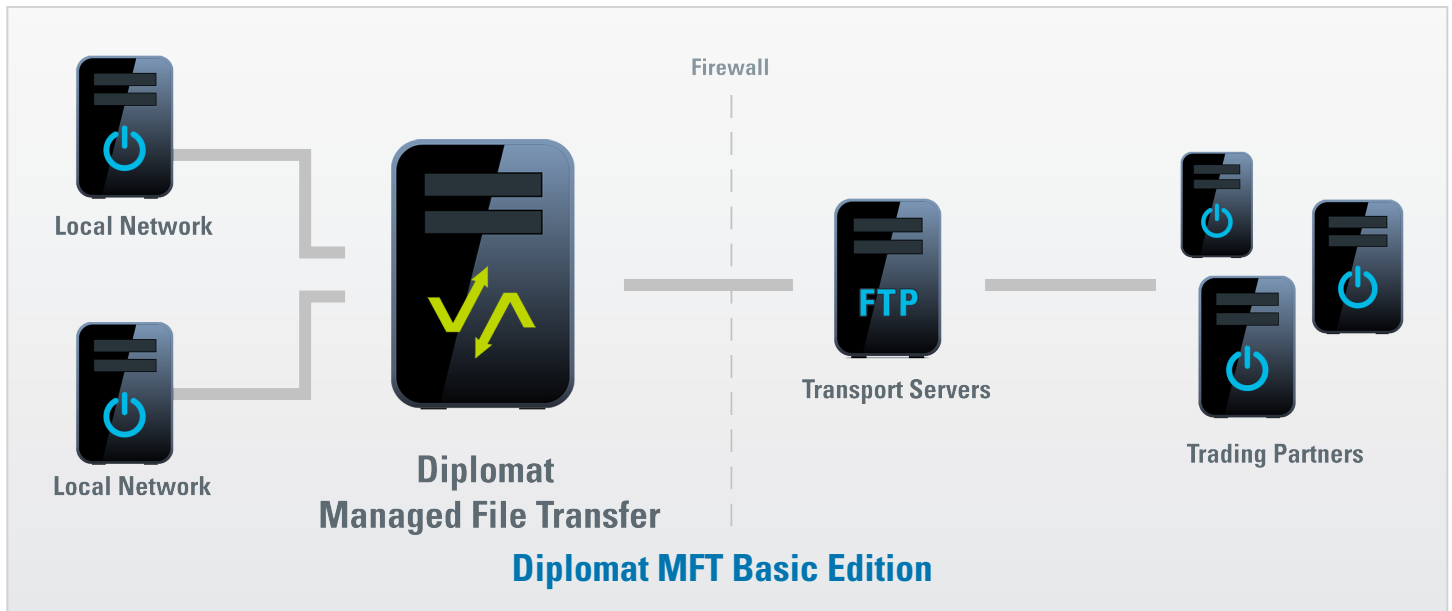 Firewall
Local Network
FTP
Transport Servers
Trading Partners
Local Network
Diplomat
Managed File Transfer
Diplomat MFT Basic Edition